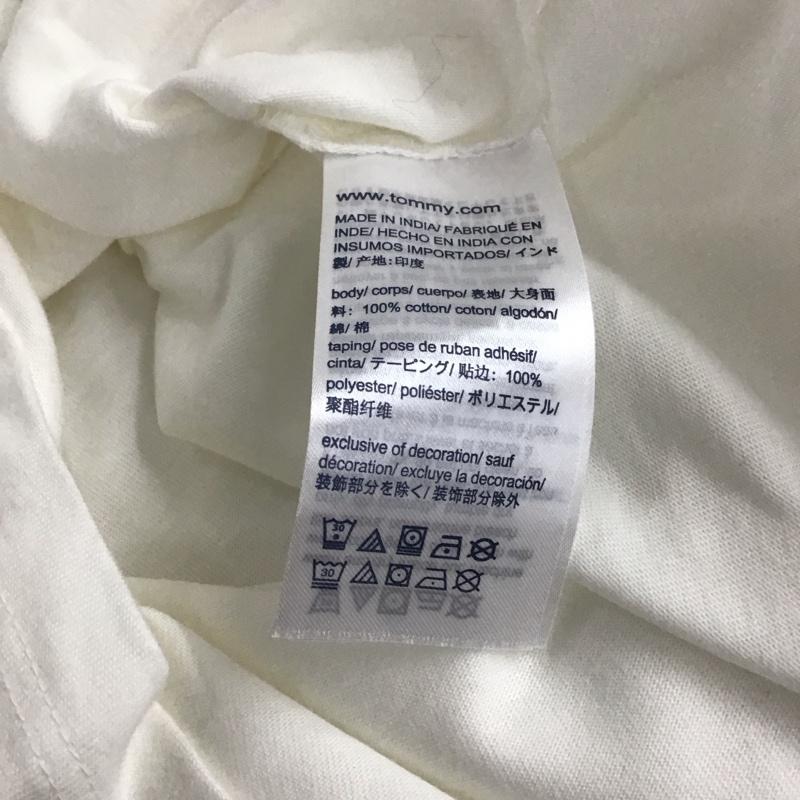 www.tommy.com
MADE IN INDIA/ FABRIQUÉ EN
INDE/ HECHO EN INDIA CON
INSUMOS IMPORTADOS/ インド
製/ 产地: 印度
body/ corps/ cuerpo/ 表地/ 大身面
料: 100% cotton/ coton/ algodón/
綿/ 棉
taping/ pose de ruban adhésif/
cinta/ テーピング/ 贴边: 100%
polyester/ poliéster/ ポリエステル/
聚酯纤维
exclusive of decoration/ sauf
décoration/ excluye la decoración/
装飾部分を除く/ 装饰部分除外
30
30